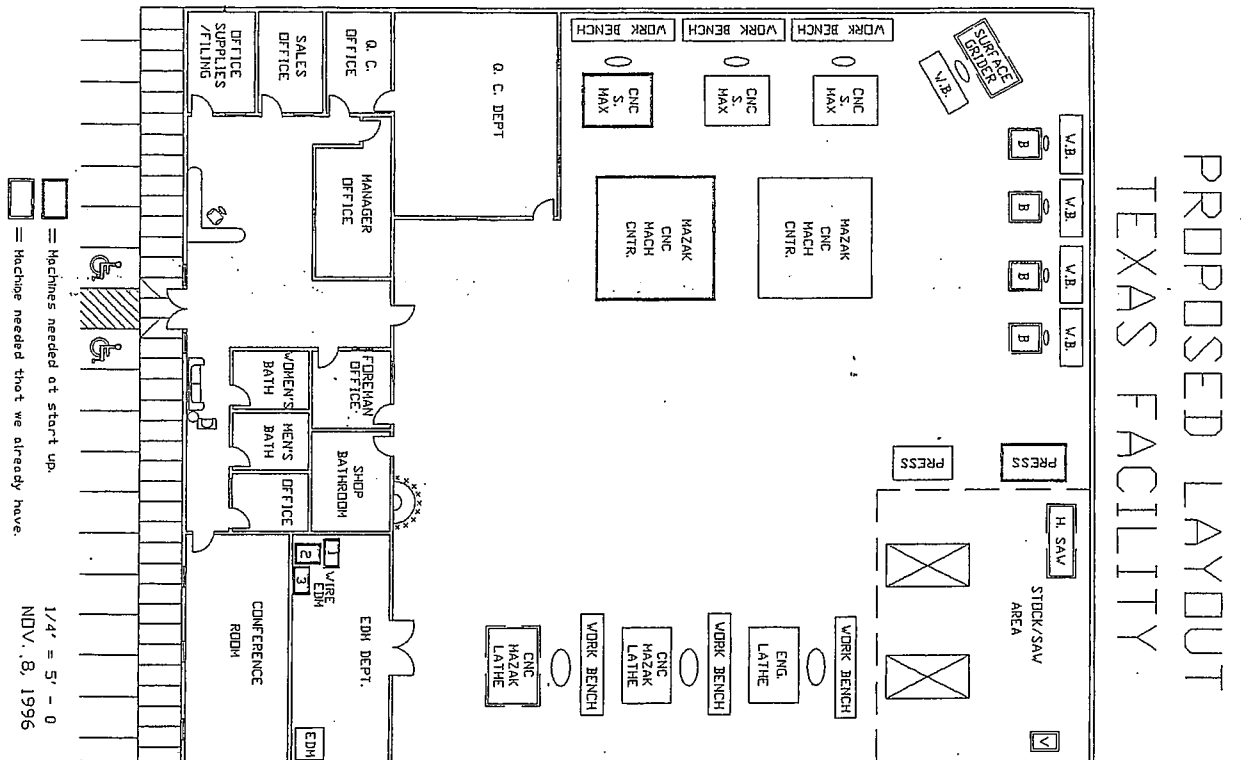 PROPOSED LAYOUT
TEXAS FACILITY
WORK BENCH
WORK BENCH
WORK BENCH
SURFACE
GRIDER
W.B.
CNC
S.
MAX
CNC
S.
MAX
CNC
S.
MAX
W.B.
B
W.B.
B
W.B.
B
W.B.
B
MAZAK
CNC
MACH
CNTR.
MAZAK
CNC
MACH
CNTR.
Q. C. DEPT
Q. C.
OFFICE
SALES
OFFICE
OFFICE
SUPPLIES
/FILING
MANAGER
OFFICE
FOREMAN
OFFICE
WOMEN'S
BATH
MEN'S
BATH
OFFICE
SHOP
BATHROOM
PRESS
PRESS
H. SAW
STOCK/SAW
AREA
V
WORK BENCH
ENG.
LATHE
WORK BENCH
CNC
MAZAK
LATHE
WORK BENCH
CNC
MAZAK
LATHE
EDM DEPT.
WIRE
EDM
1
2
3
EDM
CONFERENCE
ROOM
= Machines needed at start up.
= Machine needed that we already have.
1/4" = 5' - 0
NOV. 8, 1996